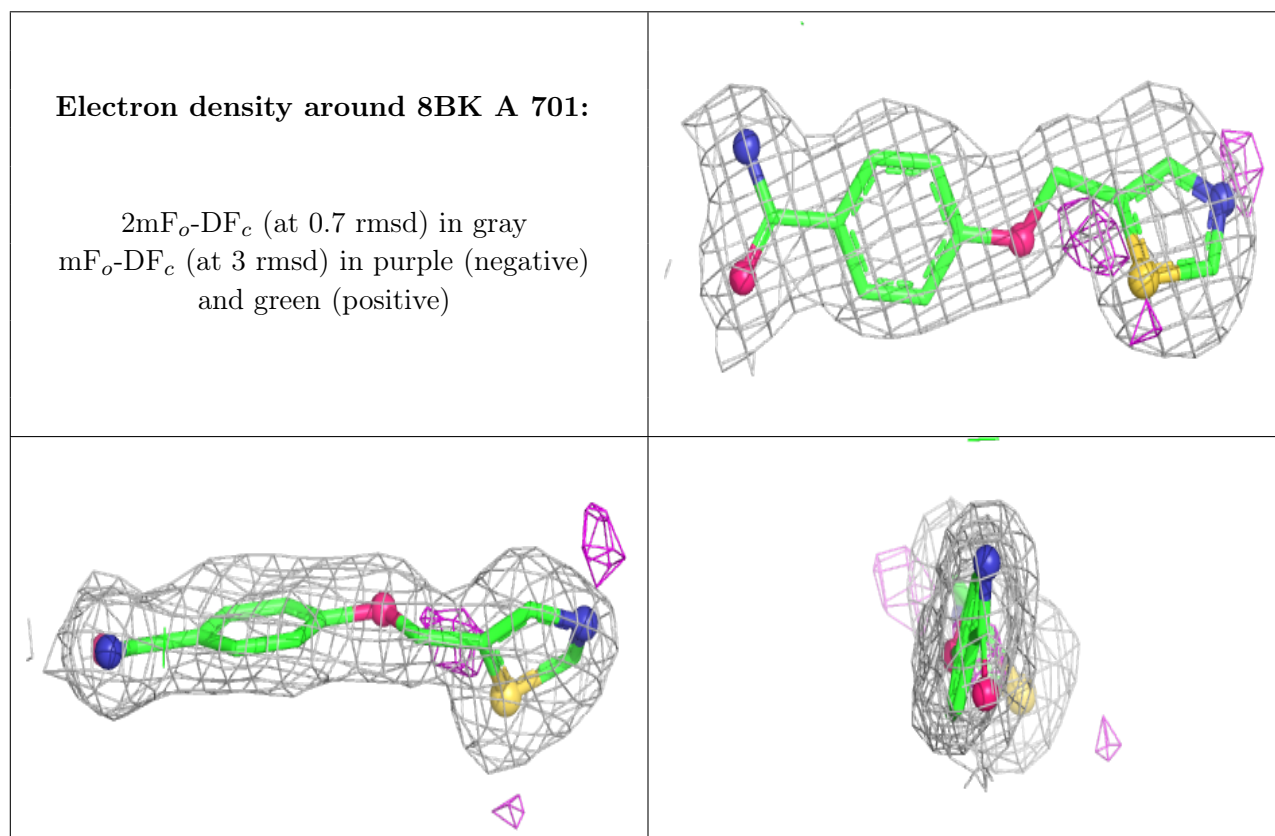 Electron density around 8BK A 701:
2mFo-DFc (at 0.7 rmsd) in gray
mFo-DFc (at 3 rmsd) in purple (negative)
and green (positive)